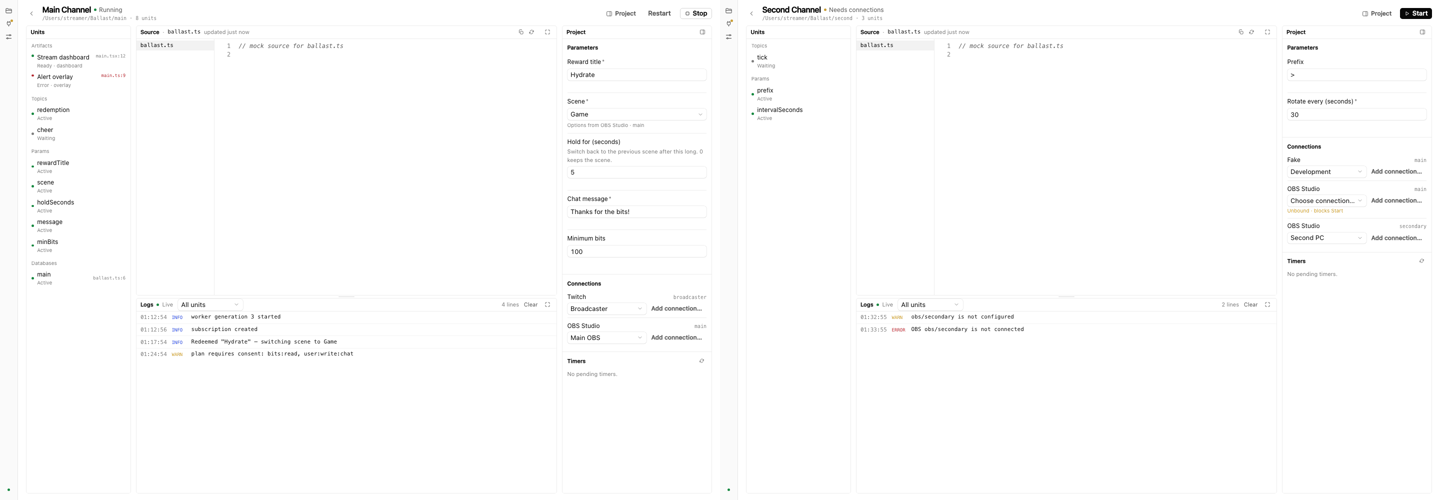 Main Channel Running
/Users/streamer/Ballast/main · 8 units
Project Restart Stop
Units
Artifacts
Stream dashboard main.tsx:12
Ready · dashboard
Alert overlay main.ts:8
Error · overlay
Topics
redemption
Active
cheer
Waiting
Params
rewardTitle
Active
scene
Active
holdSeconds
Active
message
Active
minBits
Active
Databases
main ballast.ts:6
Active
Source · ballast.ts updated just now
ballast.ts
1 // mock source for ballast.ts
2
Logs Live All units 4 lines Clear
01:12:54 INFO worker generation 3 started
01:12:56 INFO subscription created
01:17:54 INFO Redeemed "Hydrate" — switching scene to Game
01:24:54 WARN plan requires consent: bits:read, user:write:chat
Project
Parameters
Reward title*
Hydrate
Scene*
Game
Options from OBS Studio · main
Hold for (seconds)
Switch back to the previous scene after this long. 0
keeps the scene.
5
Chat message*
Thanks for the bits!
Minimum bits
100
Connections
Twitch broadcaster
Broadcaster Add connection...
OBS Studio main
Main OBS Add connection...
Timers
No pending timers.
Second Channel Needs connections
/Users/streamer/Ballast/second · 3 units
Project Start
Units
Topics
tick
Waiting
Params
prefix
Active
intervalSeconds
Active
Source · ballast.ts updated just now
ballast.ts
1 // mock source for ballast.ts
2
Logs Live All units 2 lines Clear
01:32:55 WARN obs/secondary is not configured
01:33:55 ERROR OBS obs/secondary is not connected
Project
Parameters
Prefix
>
Rotate every (seconds)*
30
Connections
Fake main
Development Add connection...
OBS Studio main
Choose connection... Add connection...
Unbound · blocks Start
OBS Studio secondary
Second PC Add connection...
Timers
No pending timers.